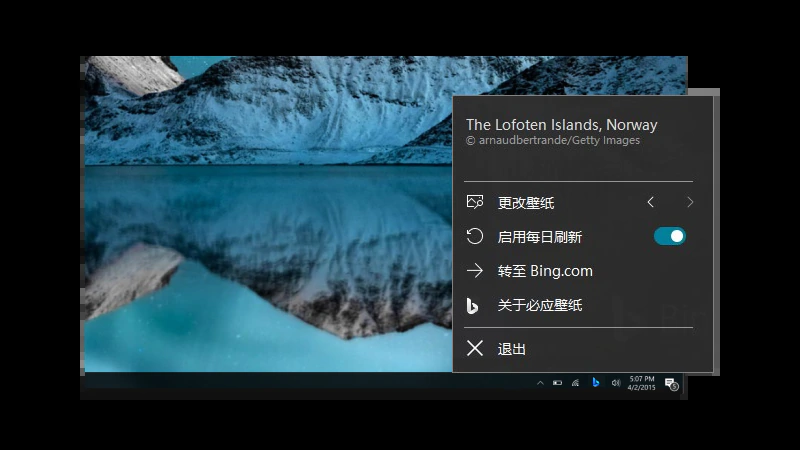 The Lofoten Islands, Norway
© arnaudbertrande/Getty Images
更改壁纸
启用每日刷新
转至 Bing.com
关于必应壁纸
退出
5:07 PM
4/2/2015